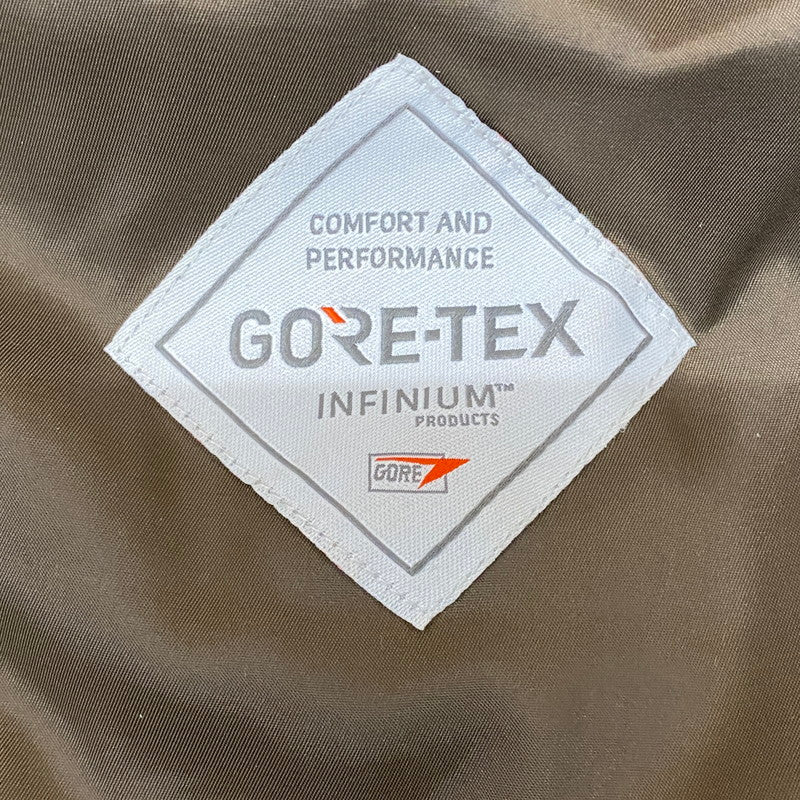 COMFORT AND
PERFORMANCE
GORE-TEX
INFINIUM™
PRODUCTS
GORE